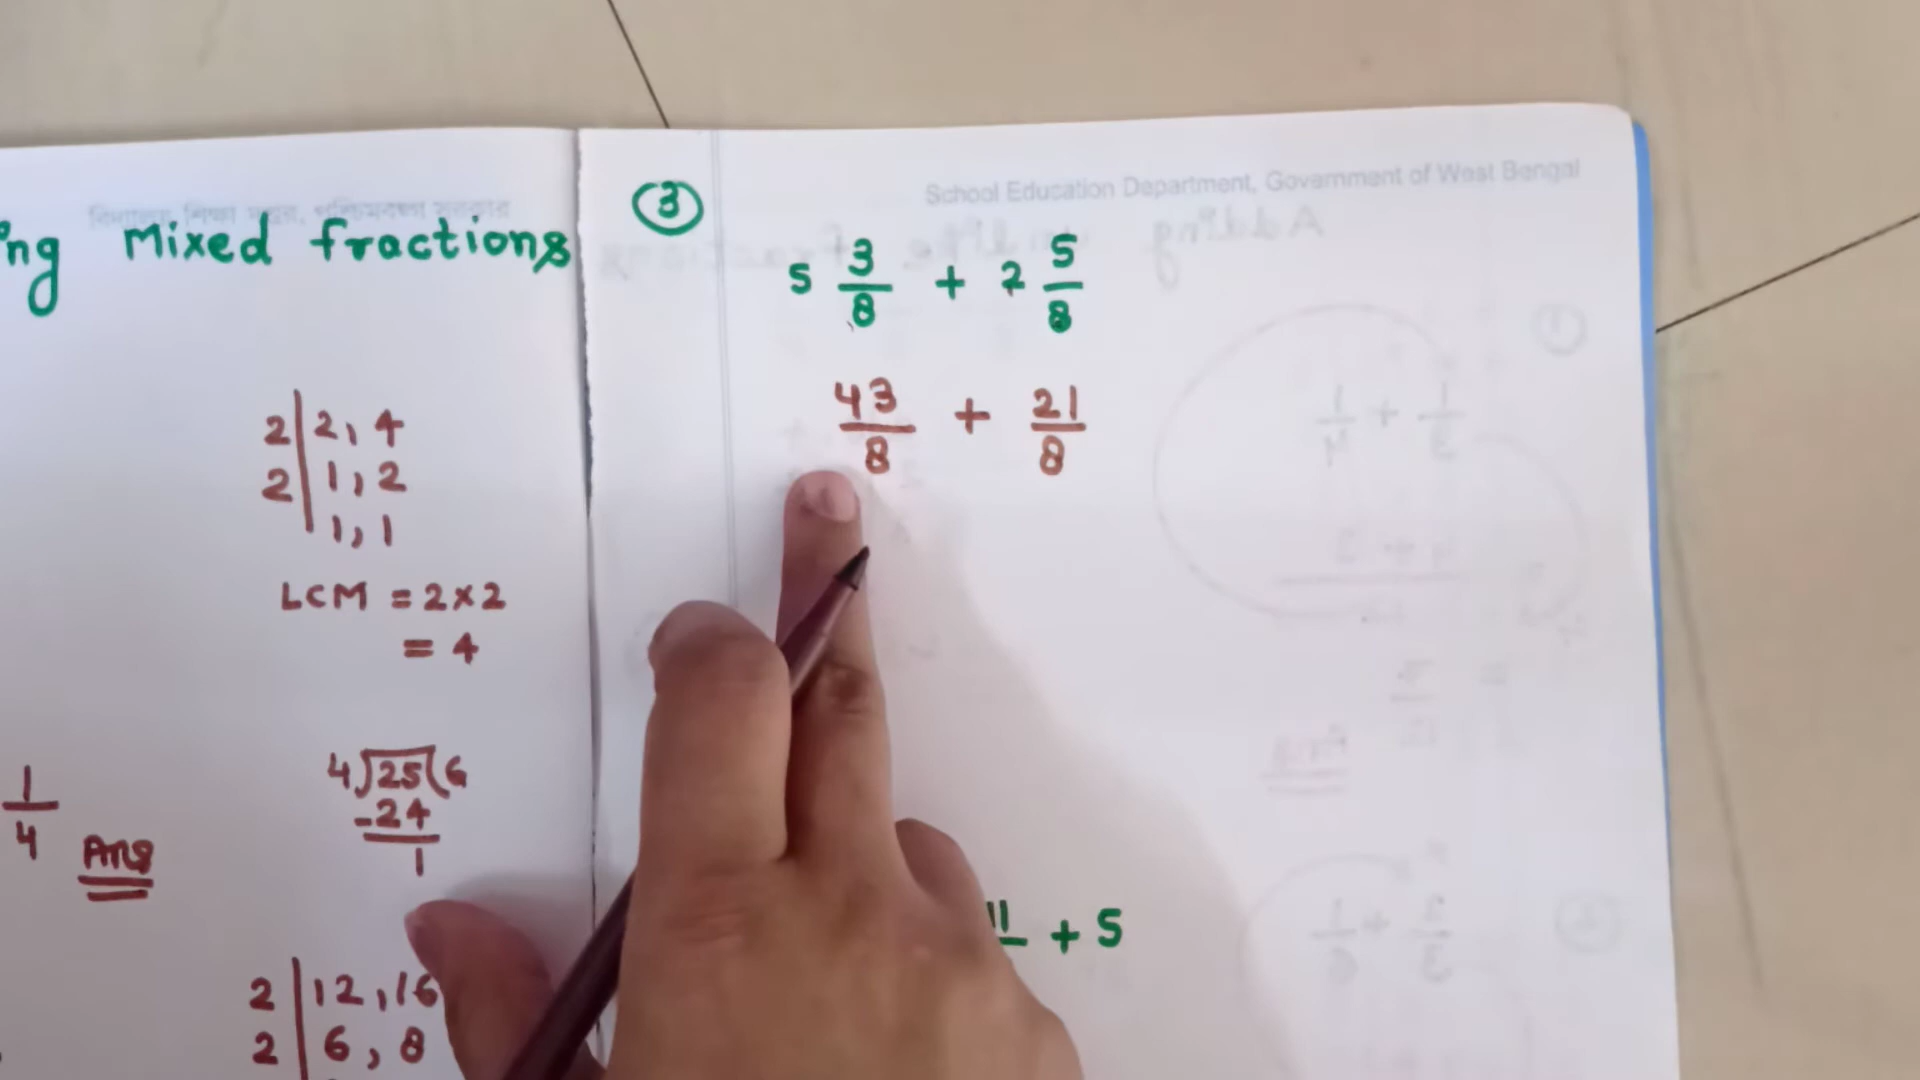 ng Mixed fractions
2 | 2, 4
2 | 1, 2
1, 1
LCM = 2×2
= 4
1/4 Ans
4)25(6
-24
1
2 | 12, 16
2 | 6, 8
School Education Department, Government of West Bengal
③
5 3/8 + 2 5/8
43/8 + 21/8
11 + 5